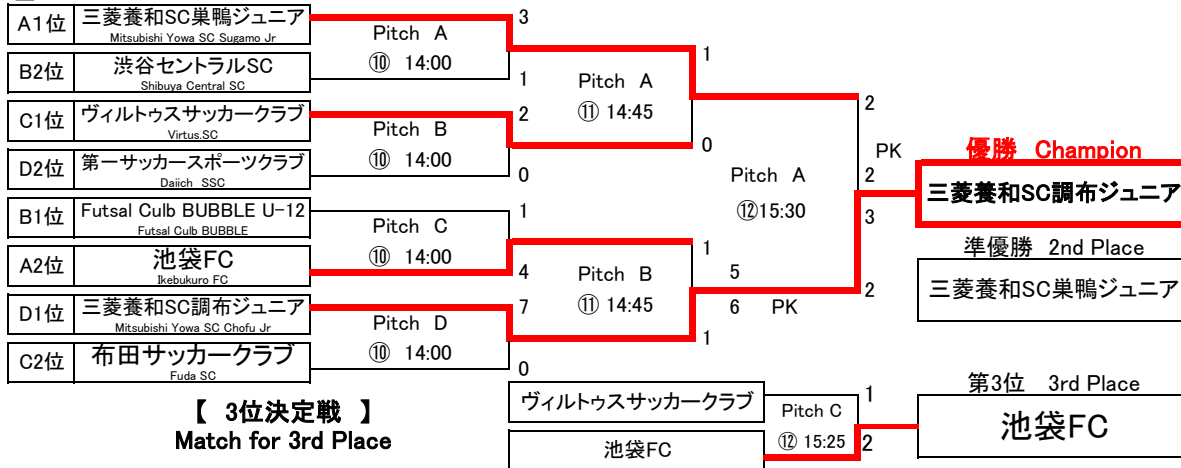 A1位 三菱養和SC巣鴨ジュニア
Mitsubishi Yowa SC Sugamo Jr
B2位 渋谷セントラルSC
Shibuya Central SC
C1位 ヴィルトゥスサッカークラブ
Virtus.SC
D2位 第一サッカースポーツクラブ
Daiich SSC
B1位 Futsal Culb BUBBLE U-12
Futsal Culb BUBBLE
A2位 池袋FC
Ikebukuro FC
D1位 三菱養和SC調布ジュニア
Mitsubishi Yowa SC Chofu Jr
C2位 布田サッカークラブ
Fuda SC
3
Pitch A
⑩ 14:00
1
2
Pitch B
⑩ 14:00
0
1
Pitch C
⑩ 14:00
4
7
Pitch D
⑩ 14:00
0
1
Pitch A
⑪ 14:45
0
1
Pitch B
⑪ 14:45
1
5
6 PK
2
PK
2
Pitch A
⑫15:30
3
2
優勝 Champion
三菱養和SC調布ジュニア
準優勝 2nd Place
三菱養和SC巣鴨ジュニア
【 3位決定戦 】
Match for 3rd Place
ヴィルトゥスサッカークラブ
池袋FC
1
Pitch C
⑫ 15:25
2
第3位 3rd Place
池袋FC